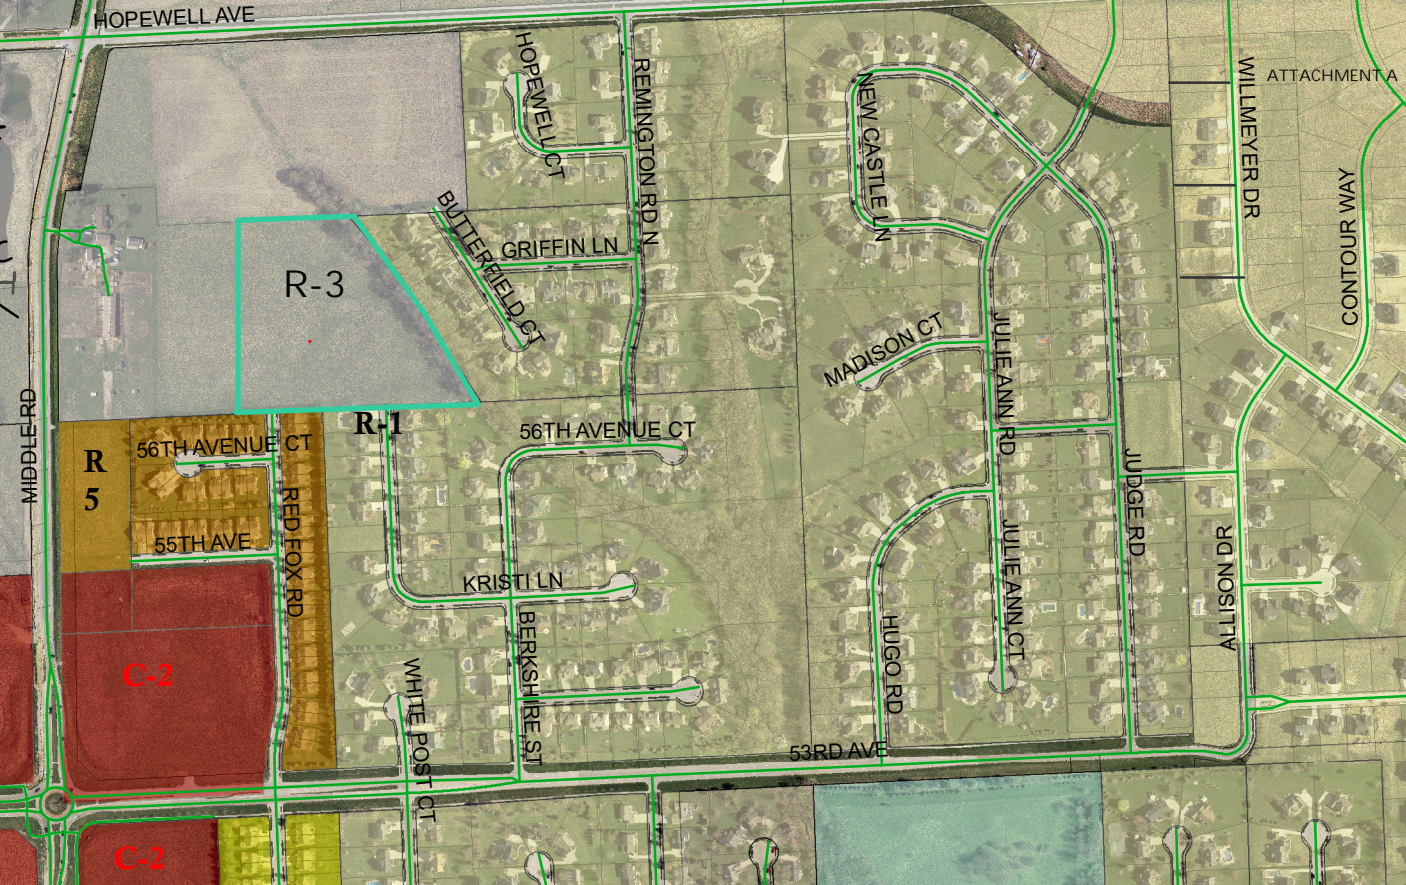 HOPEWELL AVE
ATTACHMENT A
HOPEWELL CT
REMINGTON RD N
NEW CASTLE LN
WILLMEYER DR
CONTOUR WAY
BUTTERFIELD CT
GRIFFIN LN
R-3
MADISON CT
JULIE ANN RD
MIDDLE RD
R-1
56TH AVENUE CT
56TH AVENUE CT
R
5
RED FOX RD
55TH AVE
JUDGE RD
ALLISON DR
JULIE ANN CT
KRISTI LN
BERKSHIRE ST
HUGO RD
WHITE POST CT
C-2
53RD AVE
C-2